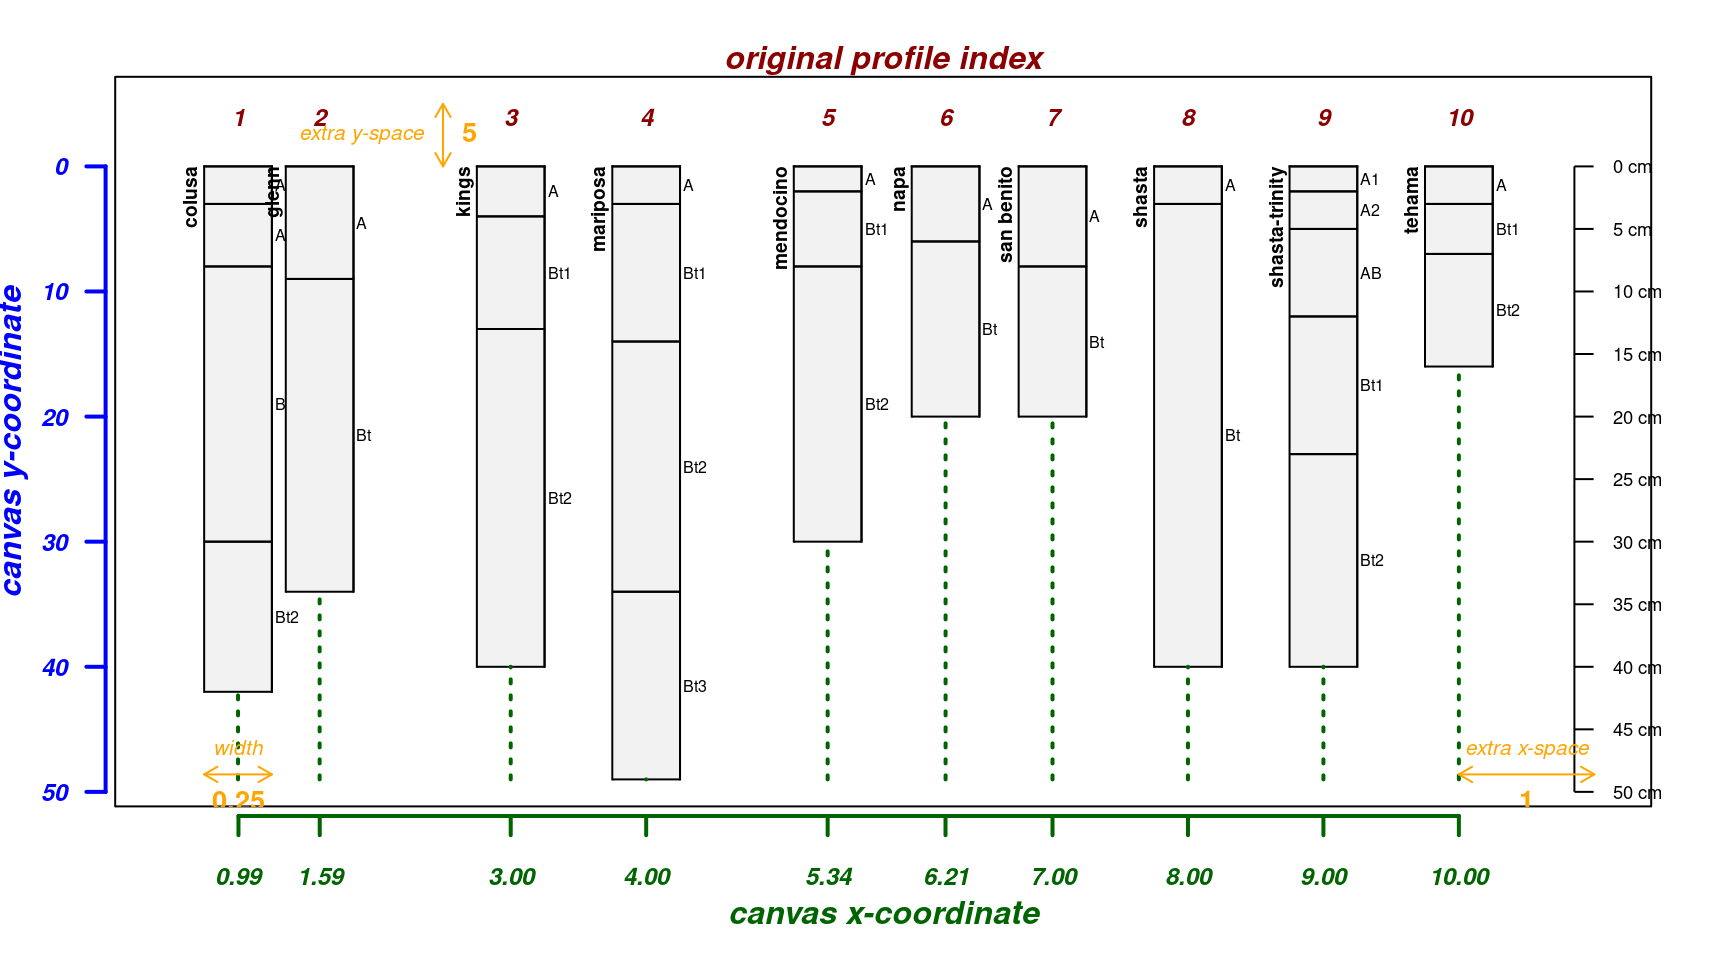 original profile index
1 2 3 4 5 6 7 8 9 10
extra y-space 5
canvas y-coordinate
0
10
20
30
40
50
colusa
A
A
Bt2
glenn
A
Bt
kings
A
Bt1
Bt2
mariposa
A
Bt1
Bt2
Bt3
mendocino
A
Bt1
Bt2
napa
A
Bt
san benito
A
Bt
shasta
A
Bt
shasta-trinity
A1
A2
AB
Bt1
Bt2
tehama
A
Bt1
Bt2
0 cm
5 cm
10 cm
15 cm
20 cm
25 cm
30 cm
35 cm
40 cm
45 cm
50 cm
width
0.25
extra x-space
1
0.99 1.59 3.00 4.00 5.34 6.21 7.00 8.00 9.00 10.00
canvas x-coordinate